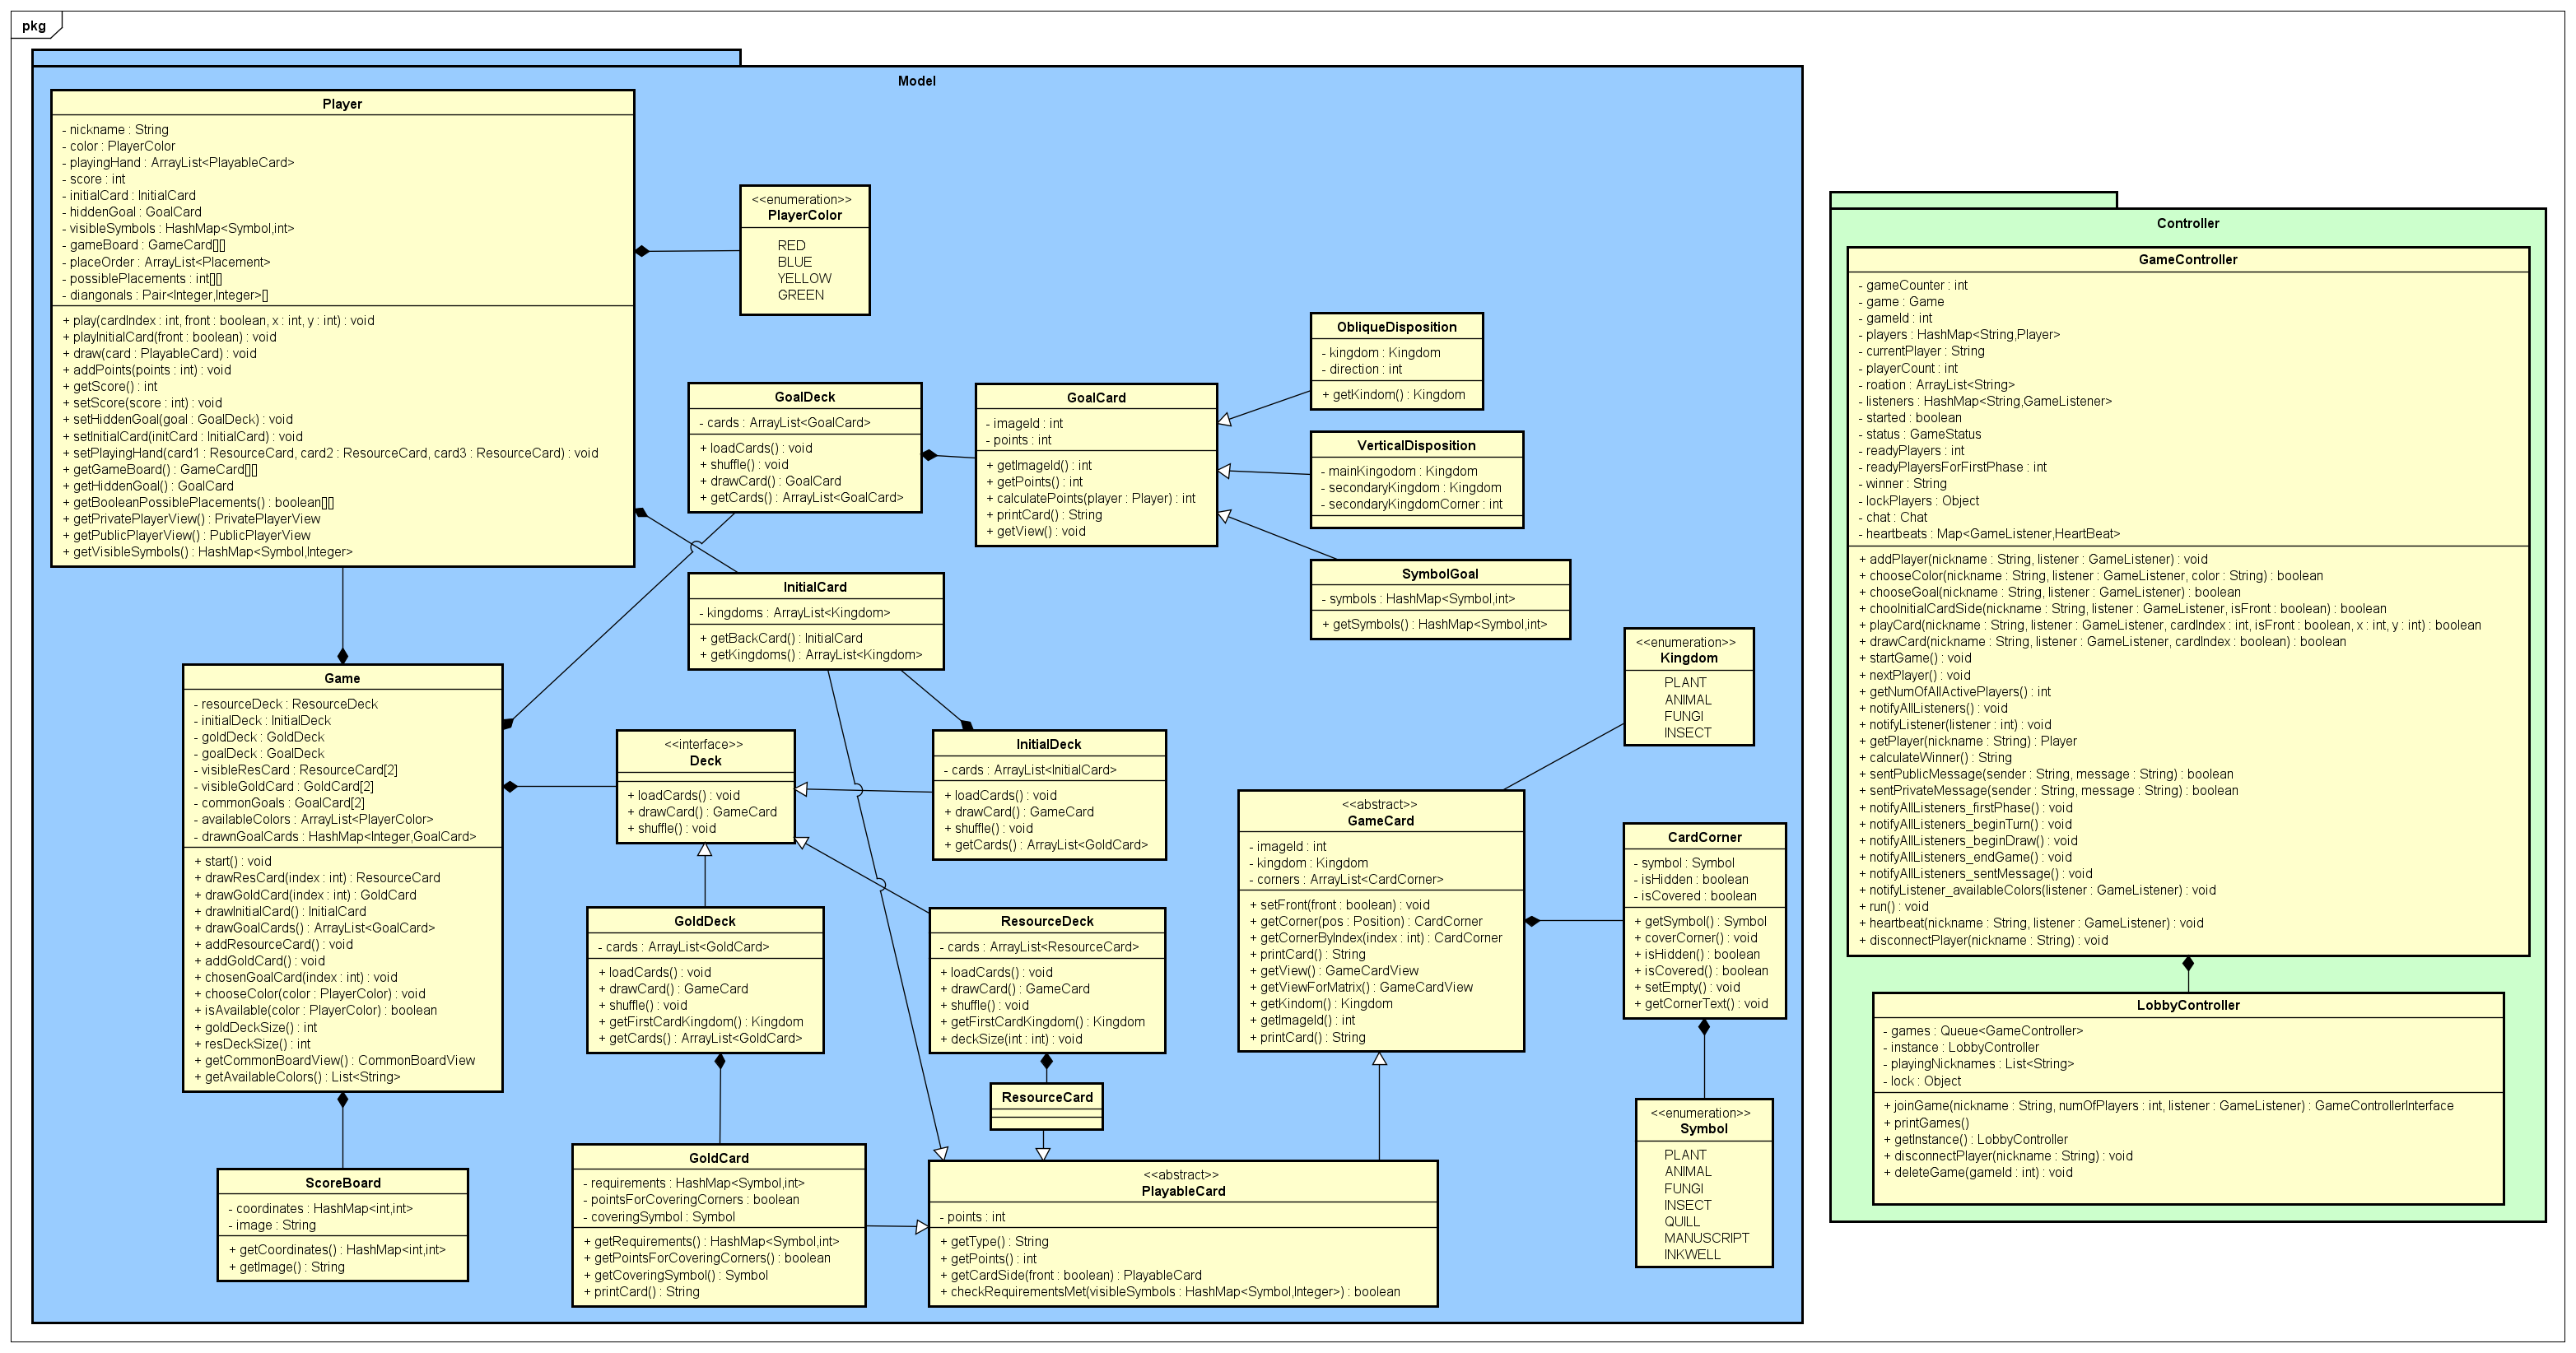 pkg
Model
Player
- nickname : String
- color : PlayerColor
- playingHand : ArrayList<PlayableCard>
- score : int
- initialCard : InitialCard
- hiddenGoal : GoalCard
- visibleSymbols : HashMap<Symbol,int>
- gameBoard : GameCard[][]
- placeOrder : ArrayList<Placement>
- possiblePlacements : int[][]
- diangonals : Pair<Integer,Integer>[]
+ play(cardIndex : int, front : boolean, x : int, y : int) : void
+ playInitialCard(front : boolean) : void
+ draw(card : PlayableCard) : void
+ addPoints(points : int) : void
+ getScore() : int
+ setScore(score : int) : void
+ setHiddenGoal(goal : GoalDeck) : void
+ setInitialCard(initCard : InitialCard) : void
+ setPlayingHand(card1 : ResourceCard, card2 : ResourceCard, card3 : ResourceCard) : void
+ getGameBoard() : GameCard[][]
+ getHiddenGoal() : GoalCard
+ getBooleanPossiblePlacements() : boolean[][]
+ getPrivatePlayerView() : PrivatePlayerView
+ getPublicPlayerView() : PublicPlayerView
+ getVisibleSymbols() : HashMap<Symbol,Integer>
<<enumeration>>
PlayerColor
RED
BLUE
YELLOW
GREEN
GoalDeck
- cards : ArrayList<GoalCard>
+ loadCards() : void
+ shuffle() : void
+ drawCard() : GoalCard
+ getCards() : ArrayList<GoalCard>
GoalCard
- imageId : int
- points : int
+ getImageId() : int
+ getPoints() : int
+ calculatePoints(player : Player) : int
+ printCard() : String
+ getView() : void
ObliqueDisposition
- kingdom : Kingdom
- direction : int
+ getKindom() : Kingdom
VerticalDisposition
- mainKingodom : Kingdom
- secondaryKingdom : Kingdom
- secondaryKingdomCorner : int
SymbolGoal
- symbols : HashMap<Symbol,int>
+ getSymbols() : HashMap<Symbol,int>
InitialCard
- kingdoms : ArrayList<Kingdom>
+ getBackCard() : InitialCard
+ getKingdoms() : ArrayList<Kingdom>
<<enumeration>>
Kingdom
PLANT
ANIMAL
FUNGI
INSECT
Game
- resourceDeck : ResourceDeck
- initialDeck : InitialDeck
- goldDeck : GoldDeck
- goalDeck : GoalDeck
- visibleResCard : ResourceCard[2]
- visibleGoldCard : GoldCard[2]
- commonGoals : GoalCard[2]
- availableColors : ArrayList<PlayerColor>
- drawnGoalCards : HashMap<Integer,GoalCard>
+ start() : void
+ drawResCard(index : int) : ResourceCard
+ drawGoldCard(index : int) : GoldCard
+ drawInitialCard() : InitialCard
+ drawGoalCards() : ArrayList<GoalCard>
+ addResourceCard() : void
+ addGoldCard() : void
+ chosenGoalCard(index : int) : void
+ chooseColor(color : PlayerColor) : void
+ isAvailable(color : PlayerColor) : boolean
+ goldDeckSize() : int
+ resDeckSize() : int
+ getCommonBoardView() : CommonBoardView
+ getAvailableColors() : List<String>
<<interface>>
Deck
+ loadCards() : void
+ drawCard() : GameCard
+ shuffle() : void
InitialDeck
- cards : ArrayList<InitialCard>
+ loadCards() : void
+ drawCard() : GameCard
+ shuffle() : void
+ getCards() : ArrayList<GoldCard>
<<abstract>>
GameCard
- imageId : int
- kingdom : Kingdom
- corners : ArrayList<CardCorner>
+ setFront(front : boolean) : void
+ getCorner(pos : Position) : CardCorner
+ getCornerByIndex(index : int) : CardCorner
+ printCard() : String
+ getView() : GameCardView
+ getViewForMatrix() : GameCardView
+ getKindom() : Kingdom
+ getImageId() : int
+ printCard() : String
CardCorner
- symbol : Symbol
- isHidden : boolean
- isCovered : boolean
+ getSymbol() : Symbol
+ coverCorner() : void
+ isHidden() : boolean
+ isCovered() : boolean
+ setEmpty() : void
+ getCornerText() : void
GoldDeck
- cards : ArrayList<GoldCard>
+ loadCards() : void
+ drawCard() : GameCard
+ shuffle() : void
+ getFirstCardKingdom() : Kingdom
+ getCards() : ArrayList<GoldCard>
ResourceDeck
- cards : ArrayList<ResourceCard>
+ loadCards() : void
+ drawCard() : GameCard
+ shuffle() : void
+ getFirstCardKingdom() : Kingdom
+ deckSize(int : int) : void
ResourceCard
<<enumeration>>
Symbol
PLANT
ANIMAL
FUNGI
INSECT
QUILL
MANUSCRIPT
INKWELL
ScoreBoard
- coordinates : HashMap<int,int>
- image : String
+ getCoordinates() : HashMap<int,int>
+ getImage() : String
GoldCard
- requirements : HashMap<Symbol,int>
- pointsForCoveringCorners : boolean
- coveringSymbol : Symbol
+ getRequirements() : HashMap<Symbol,int>
+ getPointsForCoveringCorners() : boolean
+ getCoveringSymbol() : Symbol
+ printCard() : String
<<abstract>>
PlayableCard
- points : int
+ getType() : String
+ getPoints() : int
+ getCardSide(front : boolean) : PlayableCard
+ checkRequirementsMet(visibleSymbols : HashMap<Symbol,Integer>) : boolean
Controller
GameController
- gameCounter : int
- game : Game
- gameId : int
- players : HashMap<String,Player>
- currentPlayer : String
- playerCount : int
- roation : ArrayList<String>
- listeners : HashMap<String,GameListener>
- started : boolean
- status : GameStatus
- readyPlayers : int
- readyPlayersForFirstPhase : int
- winner : String
- lockPlayers : Object
- chat : Chat
- heartbeats : Map<GameListener,HeartBeat>
+ addPlayer(nickname : String, listener : GameListener) : void
+ chooseColor(nickname : String, listener : GameListener, color : String) : boolean
+ chooseGoal(nickname : String, listener : GameListener) : boolean
+ chooInitialCardSide(nickname : String, listener : GameListener, isFront : boolean) : boolean
+ playCard(nickname : String, listener : GameListener, cardIndex : int, isFront : boolean, x : int, y : int) : boolean
+ drawCard(nickname : String, listener : GameListener, cardIndex : boolean) : boolean
+ startGame() : void
+ nextPlayer() : void
+ getNumOfAllActivePlayers() : int
+ notifyAllListeners() : void
+ notifyListener(listener : int) : void
+ getPlayer(nickname : String) : Player
+ calculateWinner() : String
+ sentPublicMessage(sender : String, message : String) : boolean
+ sentPrivateMessage(sender : String, message : String) : boolean
+ notifyAllListeners_firstPhase() : void
+ notifyAllListeners_beginTurn() : void
+ notifyAllListeners_beginDraw() : void
+ notifyAllListeners_endGame() : void
+ notifyAllListeners_sentMessage() : void
+ notifyListener_availableColors(listener : GameListener) : void
+ run() : void
+ heartbeat(nickname : String, listener : GameListener) : void
+ disconnectPlayer(nickname : String) : void
LobbyController
- games : Queue<GameController>
- instance : LobbyController
- playingNicknames : List<String>
- lock : Object
+ joinGame(nickname : String, numOfPlayers : int, listener : GameListener) : GameControllerInterface
+ printGames()
+ getInstance() : LobbyController
+ disconnectPlayer(nickname : String) : void
+ deleteGame(gameId : int) : void